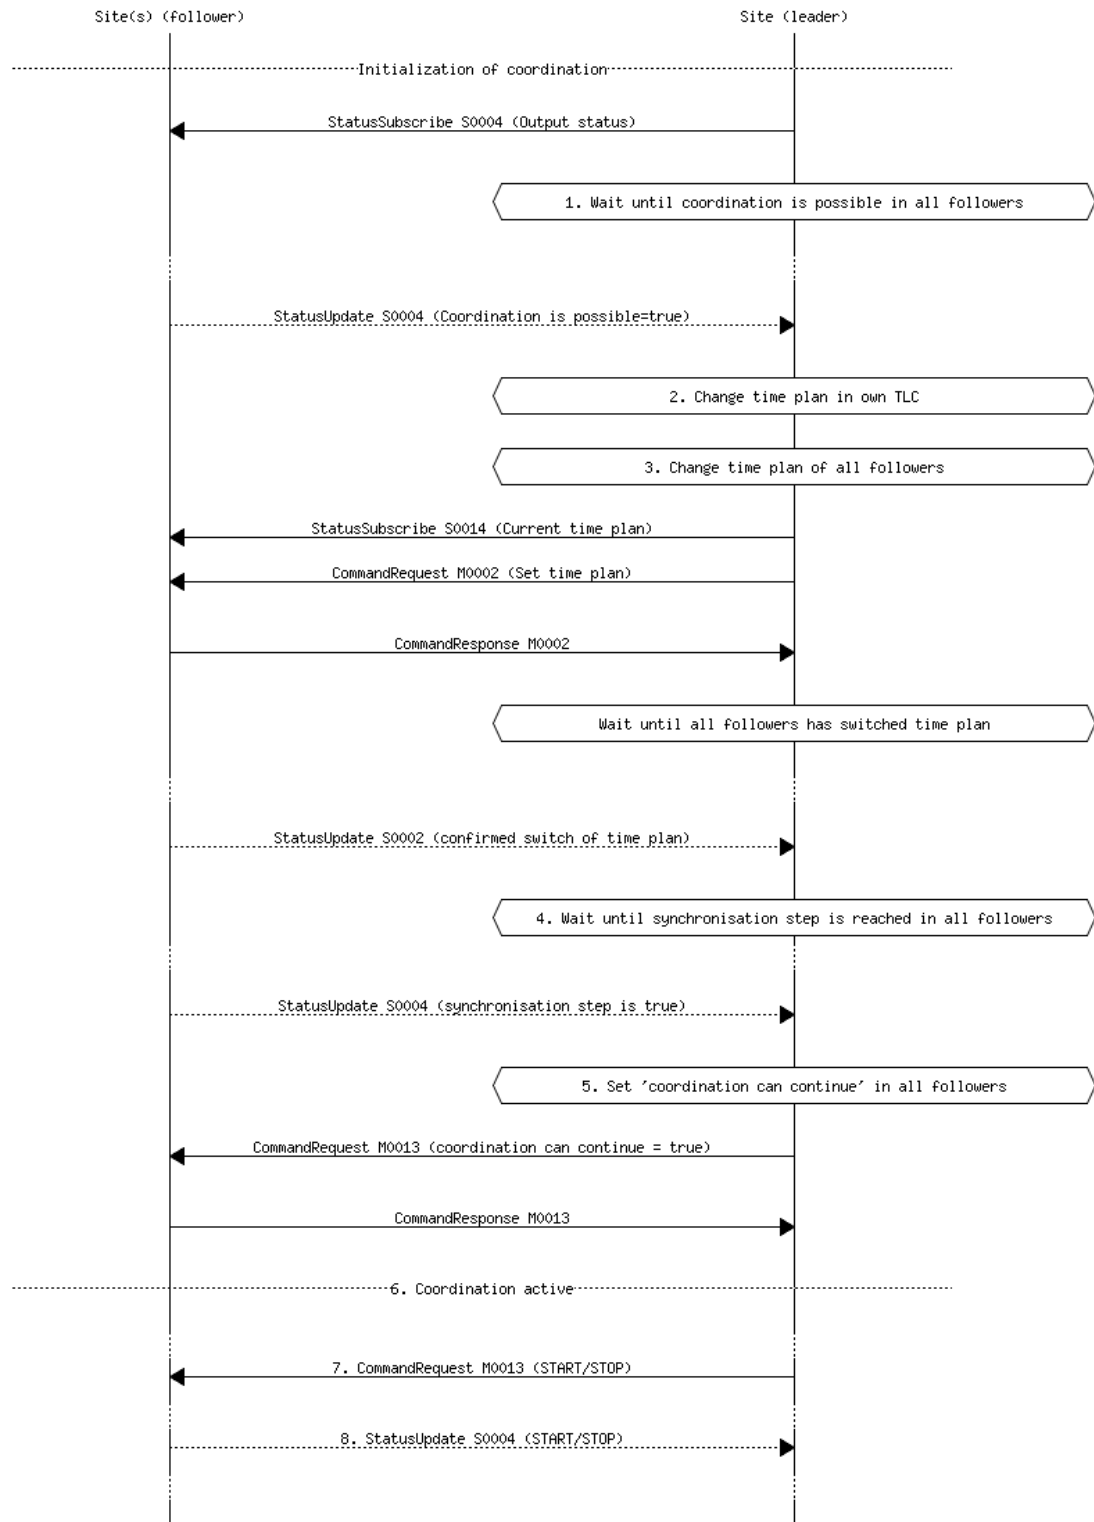 Site(s) (follower)
Site (leader)
Initialization of coordination
StatusSubscribe S0004 (Output status)
1. Wait until coordination is possible in all followers
StatusUpdate S0004 (Coordination is possible=true)
2. Change time plan in own TLC
3. Change time plan of all followers
StatusSubscribe S0014 (Current time plan)
CommandRequest M0002 (Set time plan)
CommandResponse M0002
Wait until all followers has switched time plan
StatusUpdate S0002 (confirmed switch of time plan)
4. Wait until synchronisation step is reached in all followers
StatusUpdate S0004 (synchronisation step is true)
5. Set 'coordination can continue' in all followers
CommandRequest M0013 (coordination can continue = true)
CommandResponse M0013
6. Coordination active
7. CommandRequest M0013 (START/STOP)
8. StatusUpdate S0004 (START/STOP)